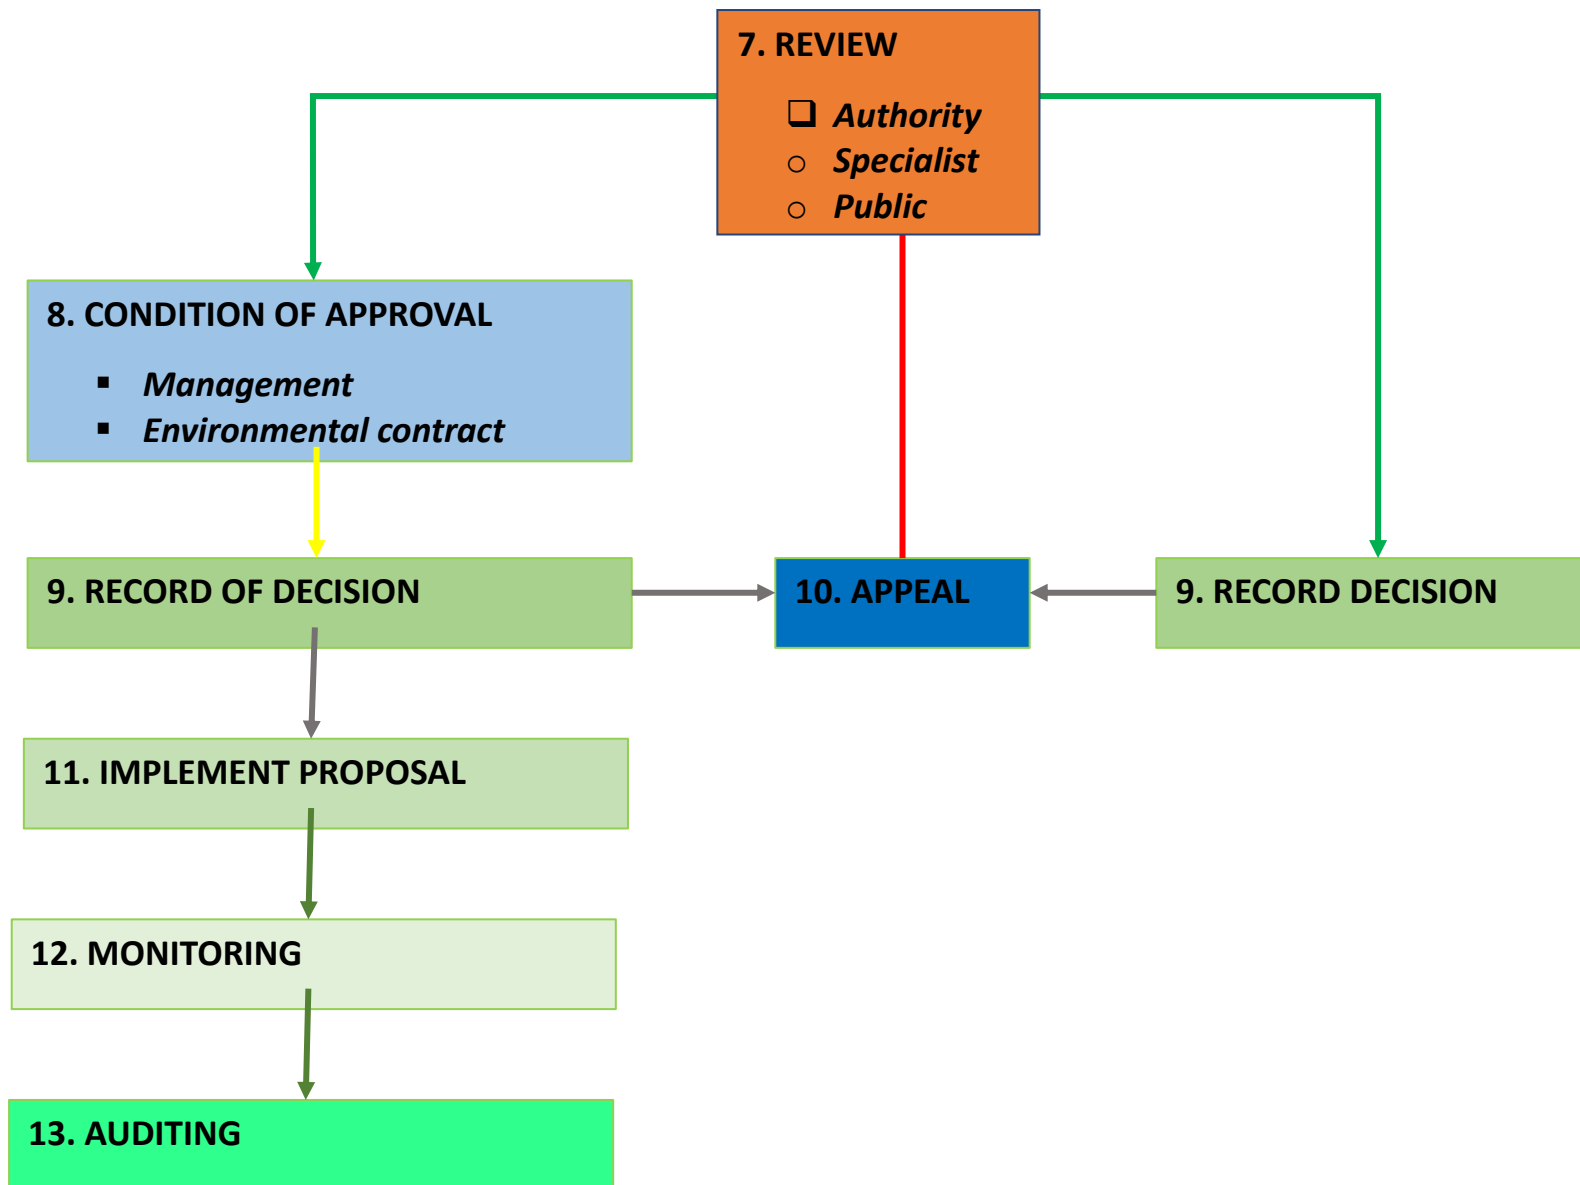 7. REVIEW
Authority
Specialist
Public
8. CONDITION OF APPROVAL
Management
Environmental contract
9. RECORD OF DECISION
10. APPEAL
9. RECORD DECISION
11. IMPLEMENT PROPOSAL
12. MONITORING
13. AUDITING